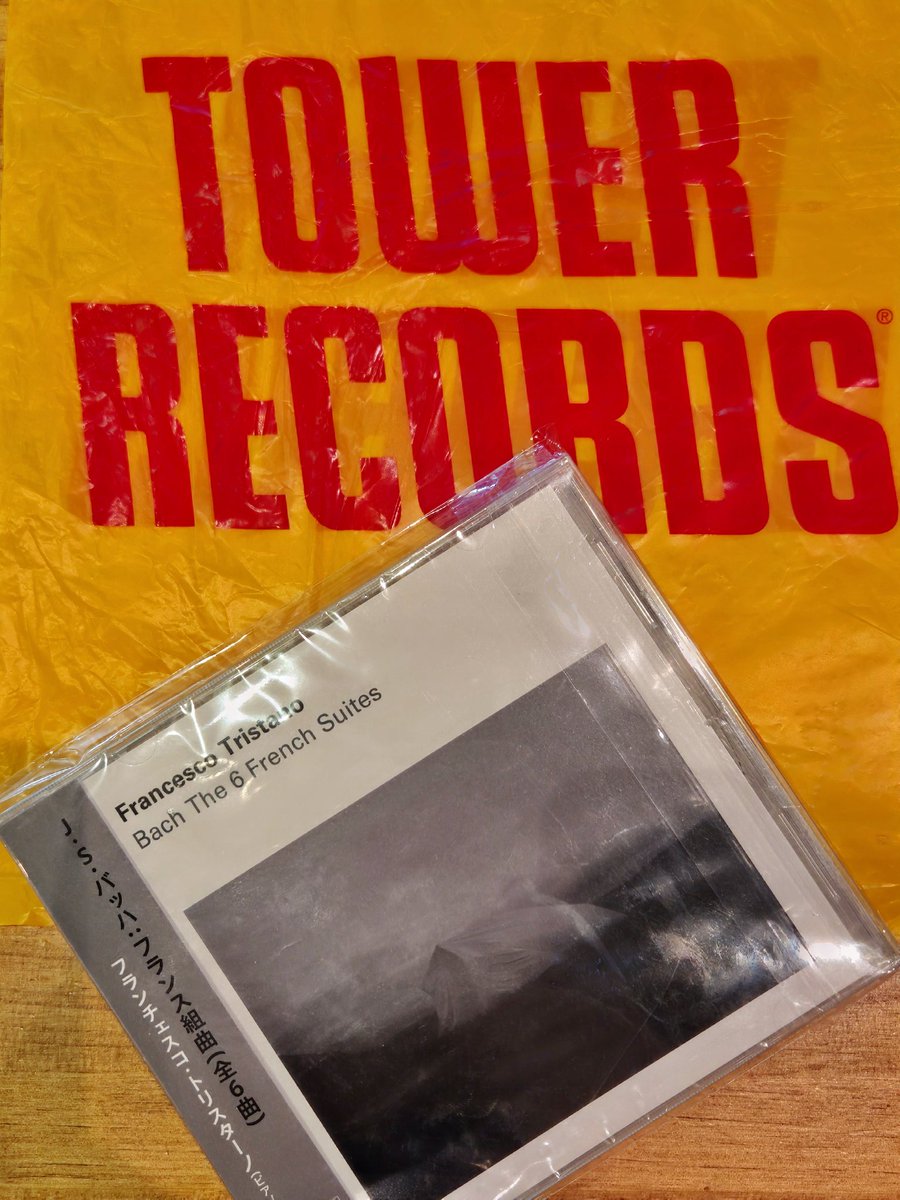 TOWER
RECORDS®
Francesco Tristano
Bach The 6 French Suites
J・S・バッハ：フランス組曲(全6曲)
フランチェスコ・トリスターノ